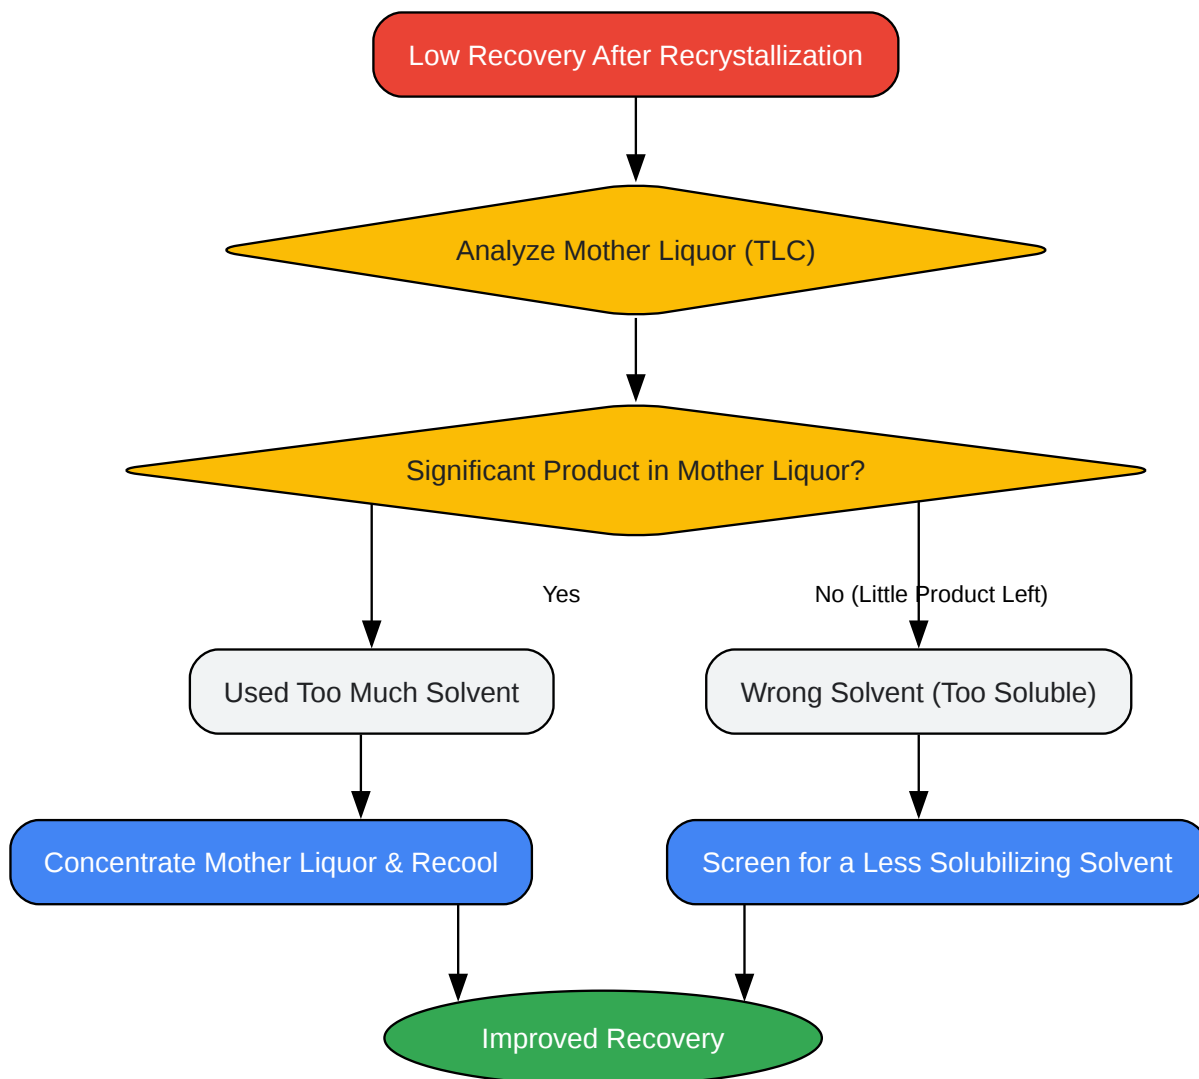 Low Recovery After Recrystallization
Analyze Mother Liquor (TLC)
Significant Product in Mother Liquor?
Yes
No (Little Product Left)
Used Too Much Solvent
Wrong Solvent (Too Soluble)
Concentrate Mother Liquor & Recool
Screen for a Less Solubilizing Solvent
Improved Recovery